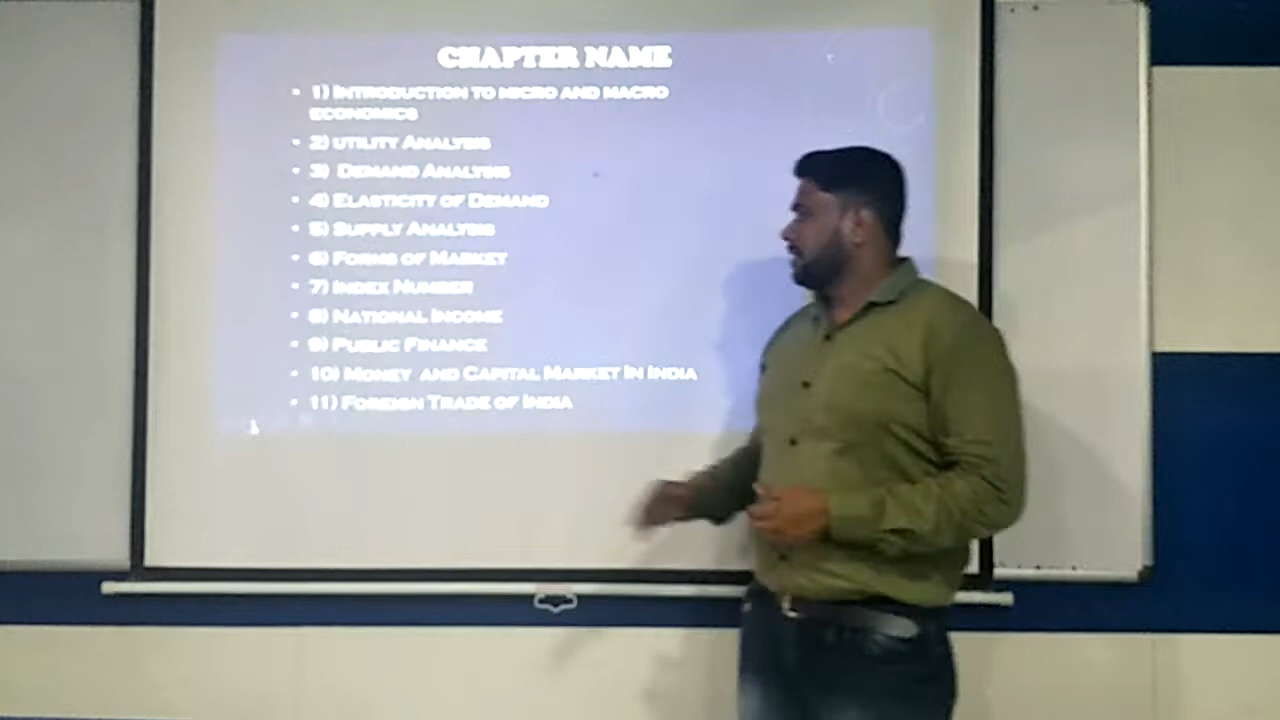 CHAPTER NAME
• 1) INTRODUCTION TO MICRO AND MACRO
ECONOMICS
• 2) UTILITY ANALYSIS
• 3) DEMAND ANALYSIS
• 4) ELASTICITY OF DEMAND
• 5) SUPPLY ANALYSIS
• 6) FORMS OF MARKET
• 7) INDEX NUMBER
• 8) NATIONAL INCOME
• 9) PUBLIC FINANCE
• 10) MONEY AND CAPITAL MARKET IN INDIA
• 11) FOREIGN TRADE OF INDIA